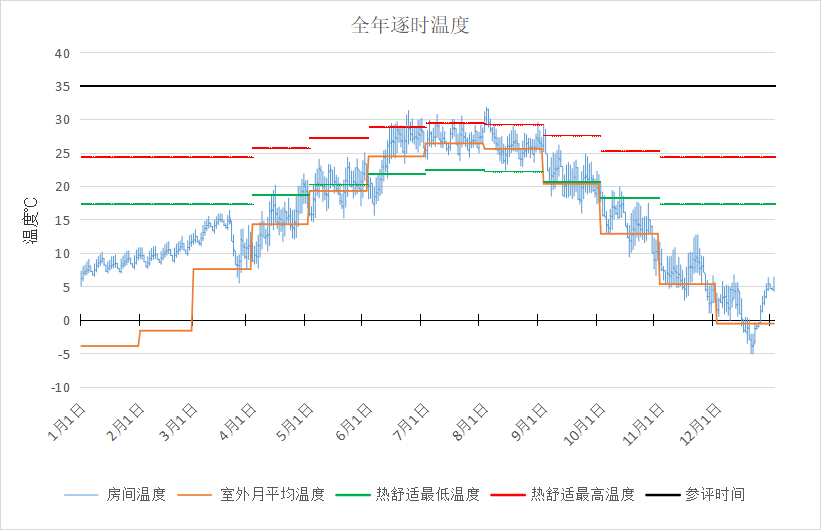 全年逐时温度
40
35
30
25
20
15
10
5
0
-5
-10
温度℃
1月1日
2月1日
3月1日
4月1日
5月1日
6月1日
7月1日
8月1日
9月1日
10月1日
11月1日
12月1日
房间温度 室外月平均温度 热舒适最低温度 热舒适最高温度 参评时间